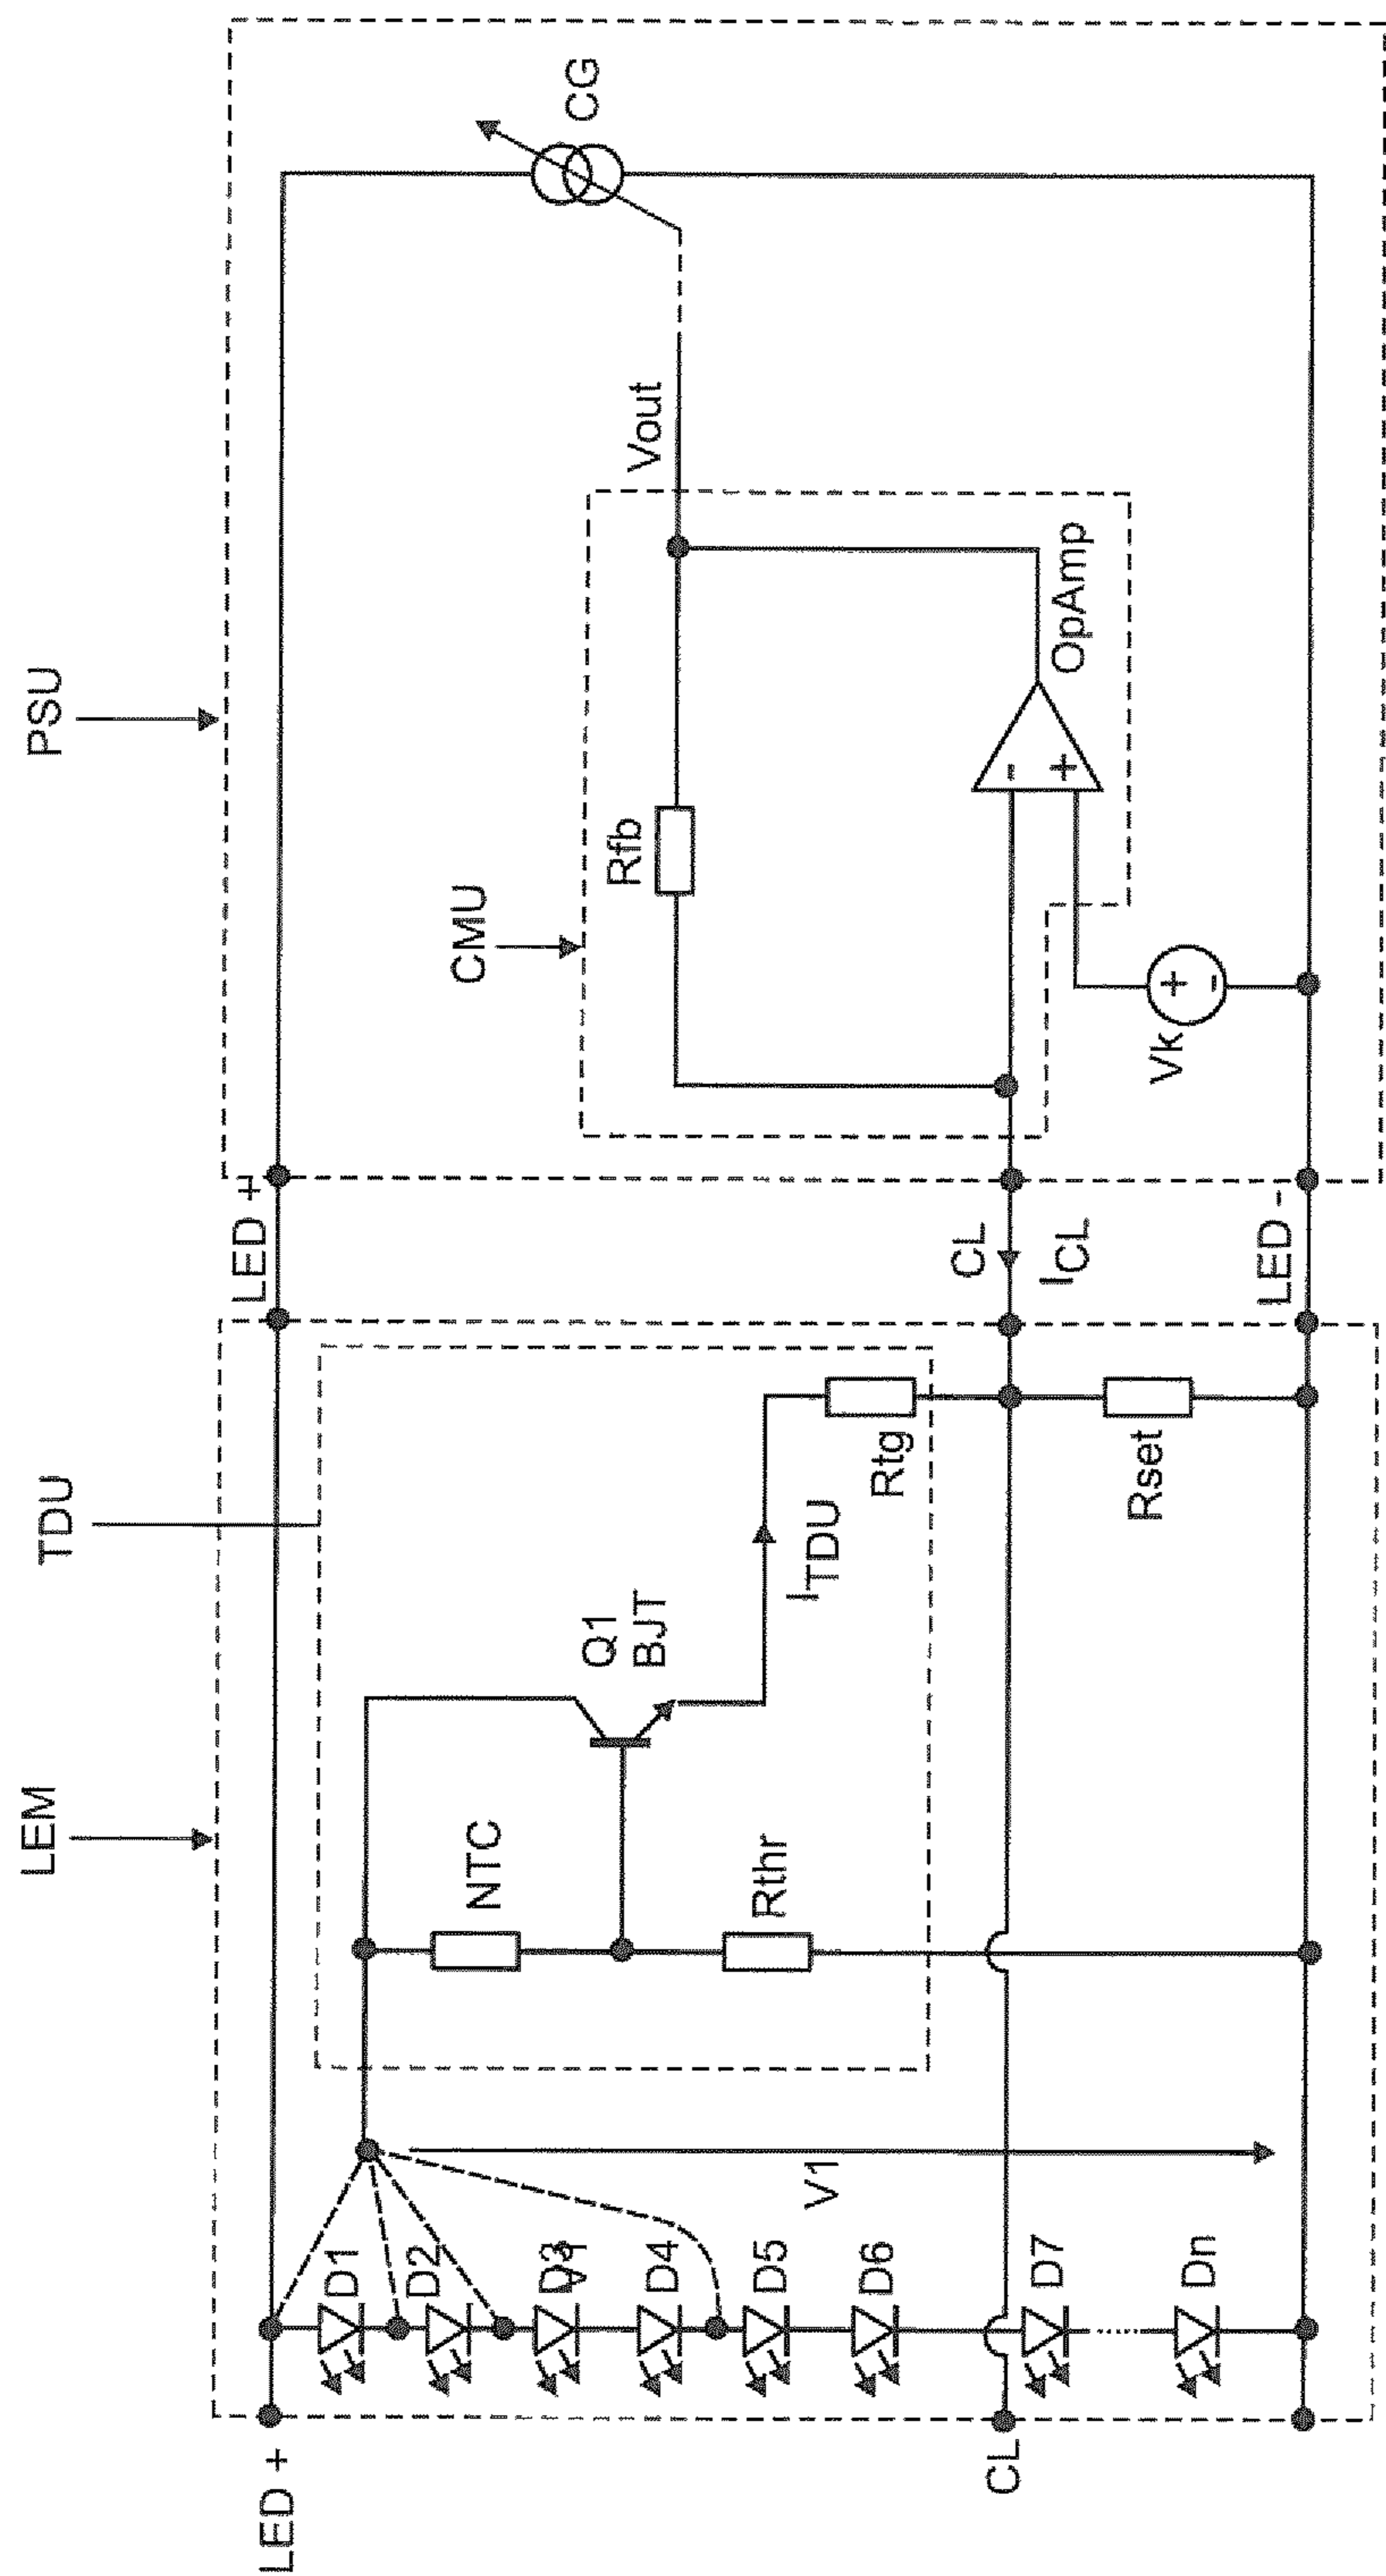 PSU
CG
Vout
CMU
Rfb
OpAmp
-
+
Vk
+
-
LED +
CL
ICL
LED -
TDU
LEM
Q1
BJT
ITDU
Rtg
Rset
NTC
Rthr
V1
D1
D2
D3
V1
D4
D5
D6
D7
Dn
LED +
CL